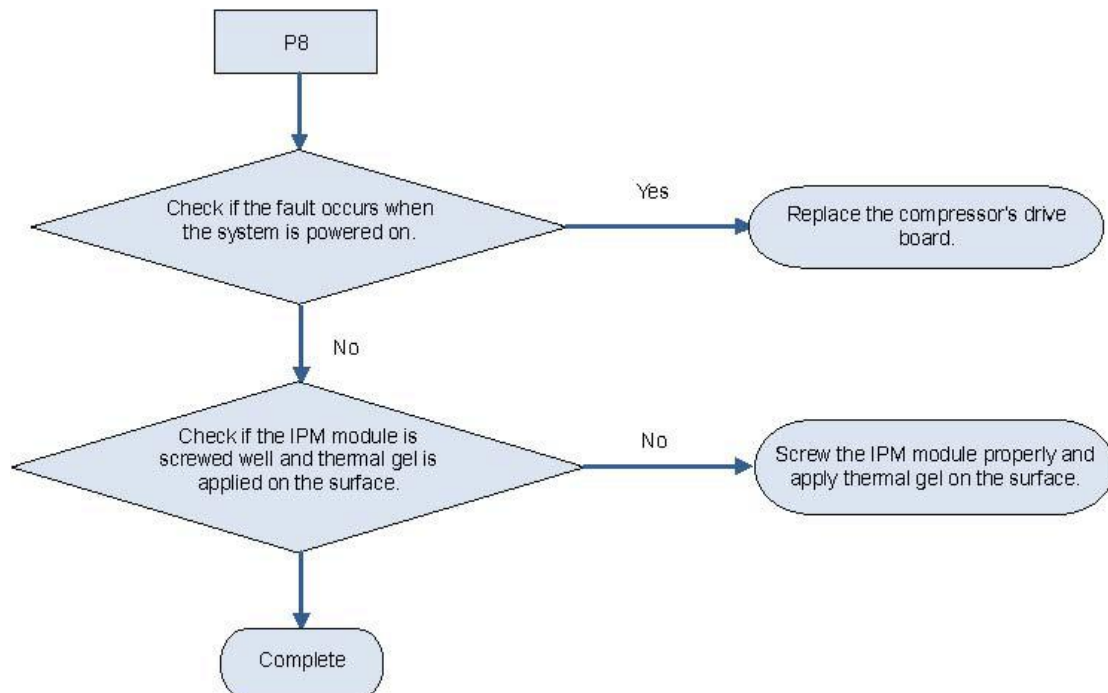 P8
Check if the fault occurs when
the system is powered on.
Yes
Replace the compressor's drive
board.
No
Check if the IPM module is
screwed well and thermal gel is
applied on the surface.
No
Screw the IPM module properly and
apply thermal gel on the surface.
Complete